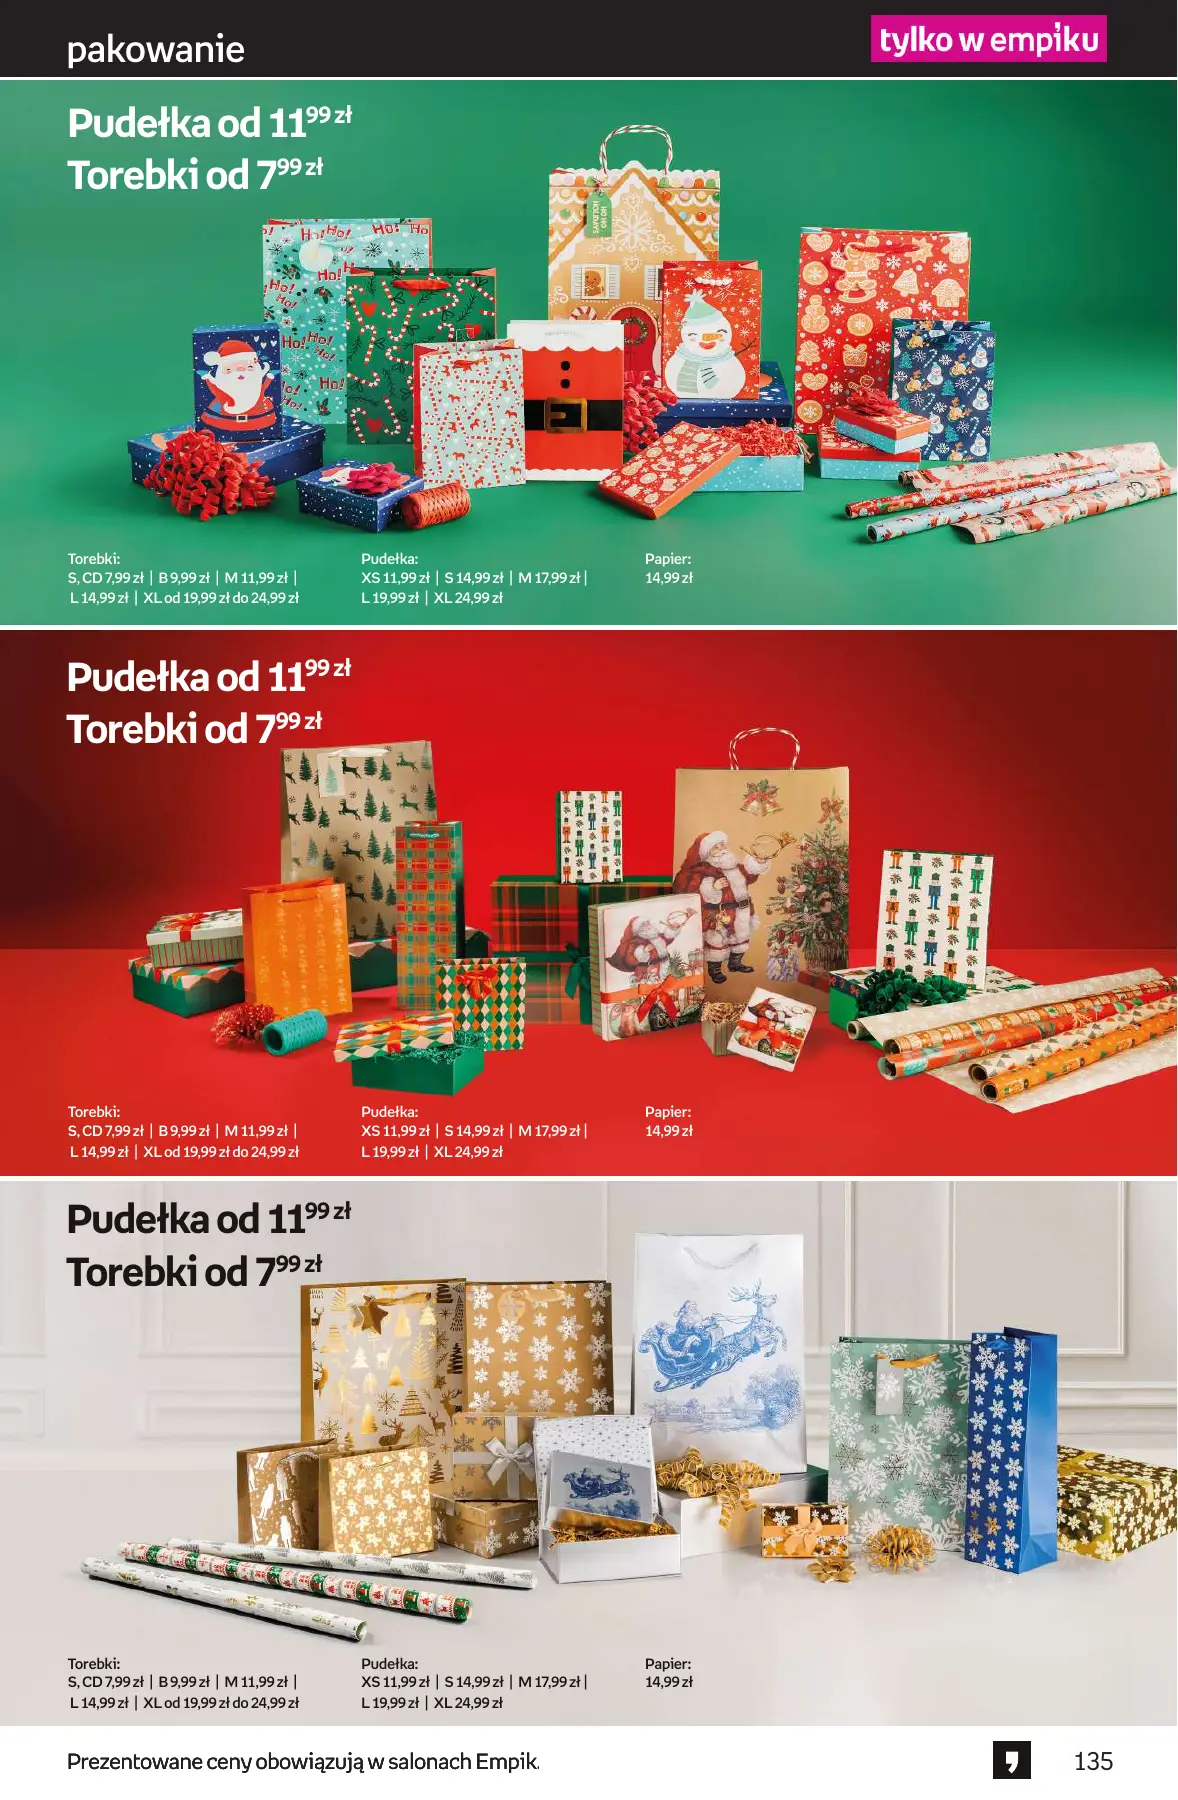 pakowanie
tylko w empiku
Pudełka od 11⁹⁹ zł
Torebki od 7⁹⁹ zł
HO HO
HOLIDAYS
Ho! Ho! Ho!
Ho!
Ho!
Ho!
Ho!
Torebki:
S, CD 7,99 zł | B 9,99 zł | M 11,99 zł |
L 14,99 zł | XL od 19,99 zł do 24,99 zł
Pudełka:
XS 11,99 zł | S 14,99 zł | M 17,99 zł |
L 19,99 zł | XL 24,99 zł
Papier:
14,99 zł
Pudełka od 11⁹⁹ zł
Torebki od 7⁹⁹ zł
Torebki:
S, CD 7,99 zł | B 9,99 zł | M 11,99 zł |
L 14,99 zł | XL od 19,99 zł do 24,99 zł
Pudełka:
XS 11,99 zł | S 14,99 zł | M 17,99 zł |
L 19,99 zł | XL 24,99 zł
Papier:
14,99 zł
Pudełka od 11⁹⁹ zł
Torebki od 7⁹⁹ zł
Torebki:
S, CD 7,99 zł | B 9,99 zł | M 11,99 zł |
L 14,99 zł | XL od 19,99 zł do 24,99 zł
Pudełka:
XS 11,99 zł | S 14,99 zł | M 17,99 zł |
L 19,99 zł | XL 24,99 zł
Papier:
14,99 zł
Prezentowane ceny obowiązują w salonach Empik.
135